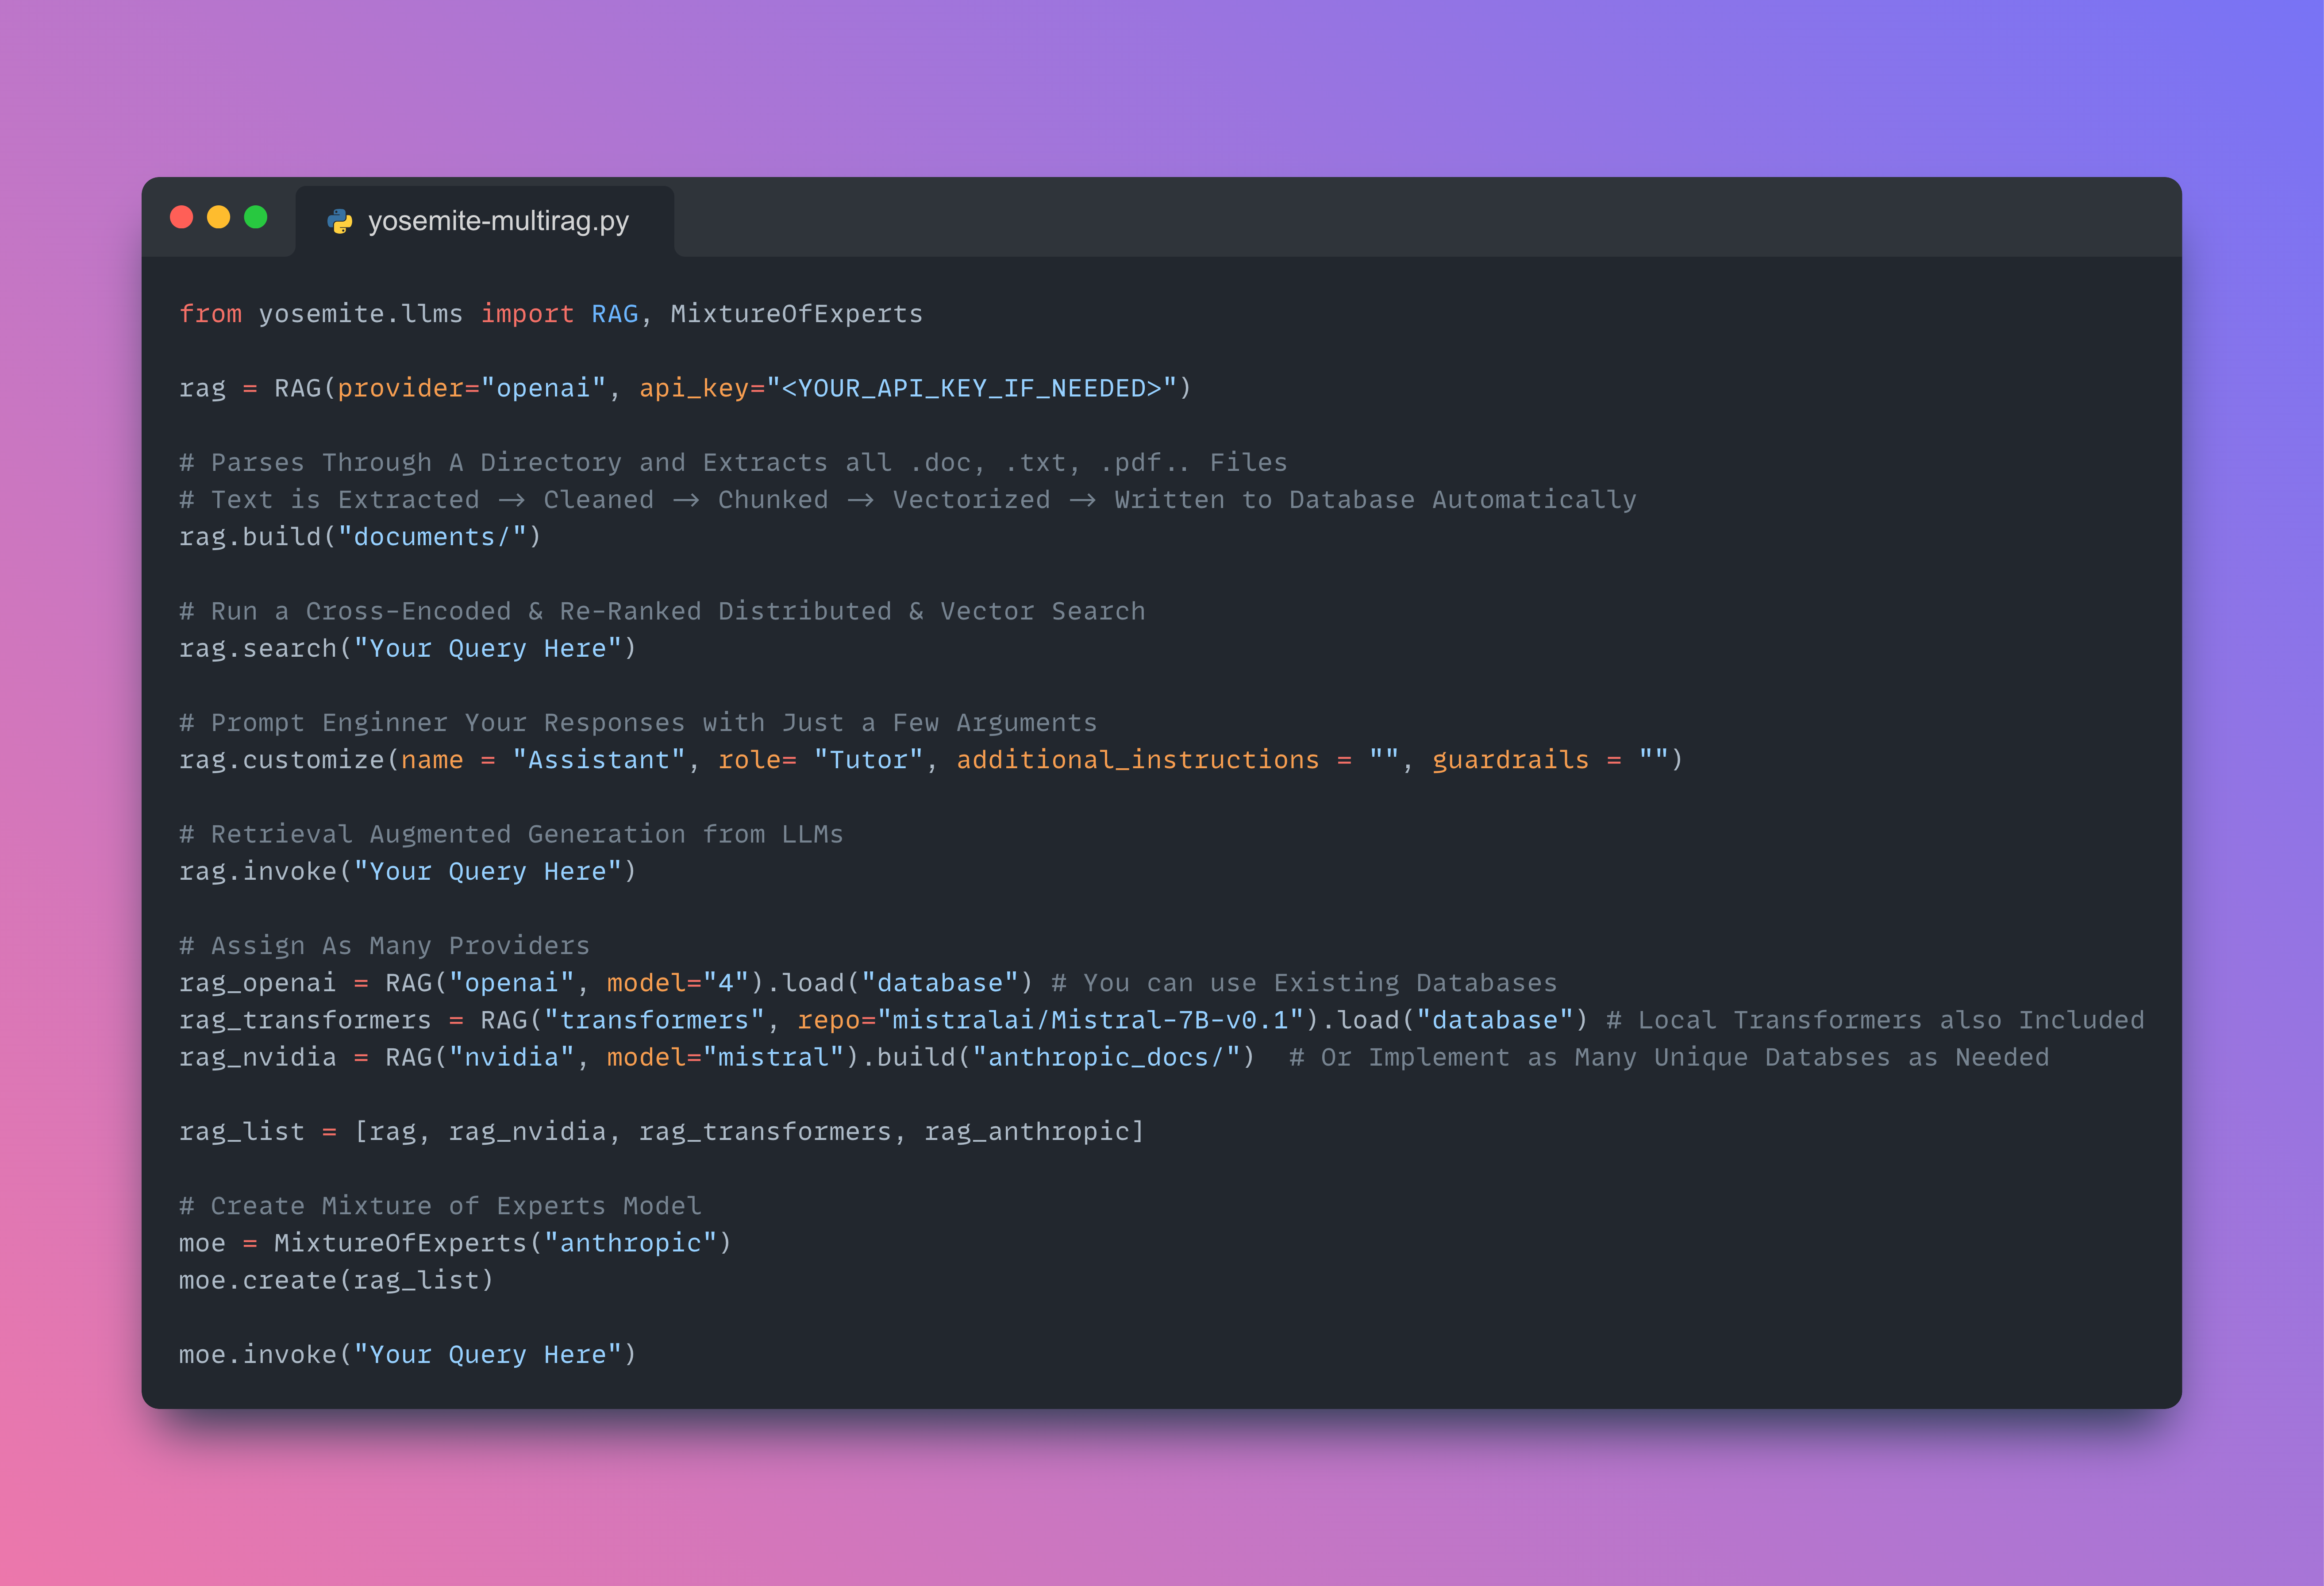 yosemite-multirag.py
from yosemite.llms import RAG, MixtureOfExperts
rag = RAG(provider="openai", api_key="<YOUR_API_KEY_IF_NEEDED>")
# Parses Through A Directory and Extracts all .doc, .txt, .pdf.. Files
# Text is Extracted → Cleaned → Chunked → Vectorized → Written to Database Automatically
rag.build("documents/")
# Run a Cross-Encoded & Re-Ranked Distributed & Vector Search
rag.search("Your Query Here")
# Prompt Enginner Your Responses with Just a Few Arguments
rag.customize(name = "Assistant", role= "Tutor", additional_instructions = "", guardrails = "")
# Retrieval Augmented Generation from LLMs
rag.invoke("Your Query Here")
# Assign As Many Providers
rag_openai = RAG("openai", model="4").load("database") # You can use Existing Databases
rag_transformers = RAG("transformers", repo="mistralai/Mistral-7B-v0.1").load("database") # Local Transformers also Included
rag_nvidia = RAG("nvidia", model="mistral").build("anthropic_docs/")  # Or Implement as Many Unique Databses as Needed
rag_list = [rag, rag_nvidia, rag_transformers, rag_anthropic]
# Create Mixture of Experts Model
moe = MixtureOfExperts("anthropic")
moe.create(rag_list)
moe.invoke("Your Query Here")